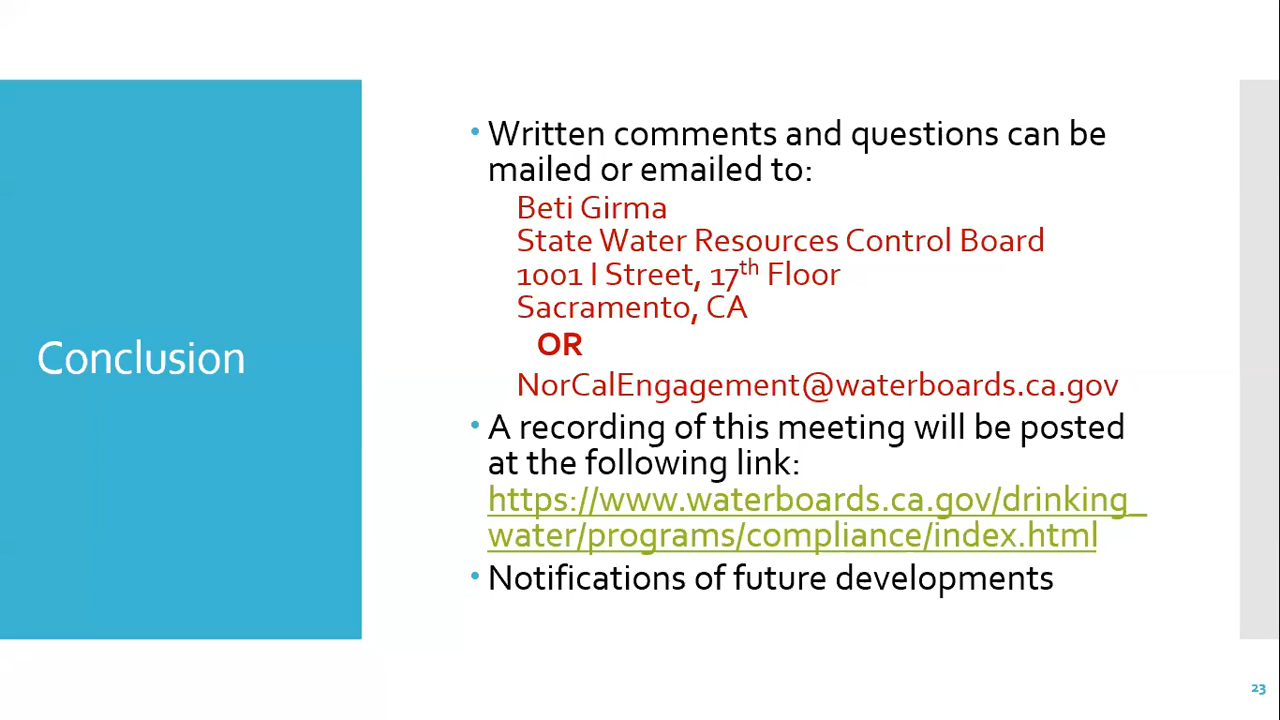 Conclusion
• Written comments and questions can be
mailed or emailed to:
Beti Girma
State Water Resources Control Board
1001 I Street, 17th Floor
Sacramento, CA
OR
NorCalEngagement@waterboards.ca.gov
• A recording of this meeting will be posted
at the following link:
https://www.waterboards.ca.gov/drinking_
water/programs/compliance/index.html
• Notifications of future developments
23